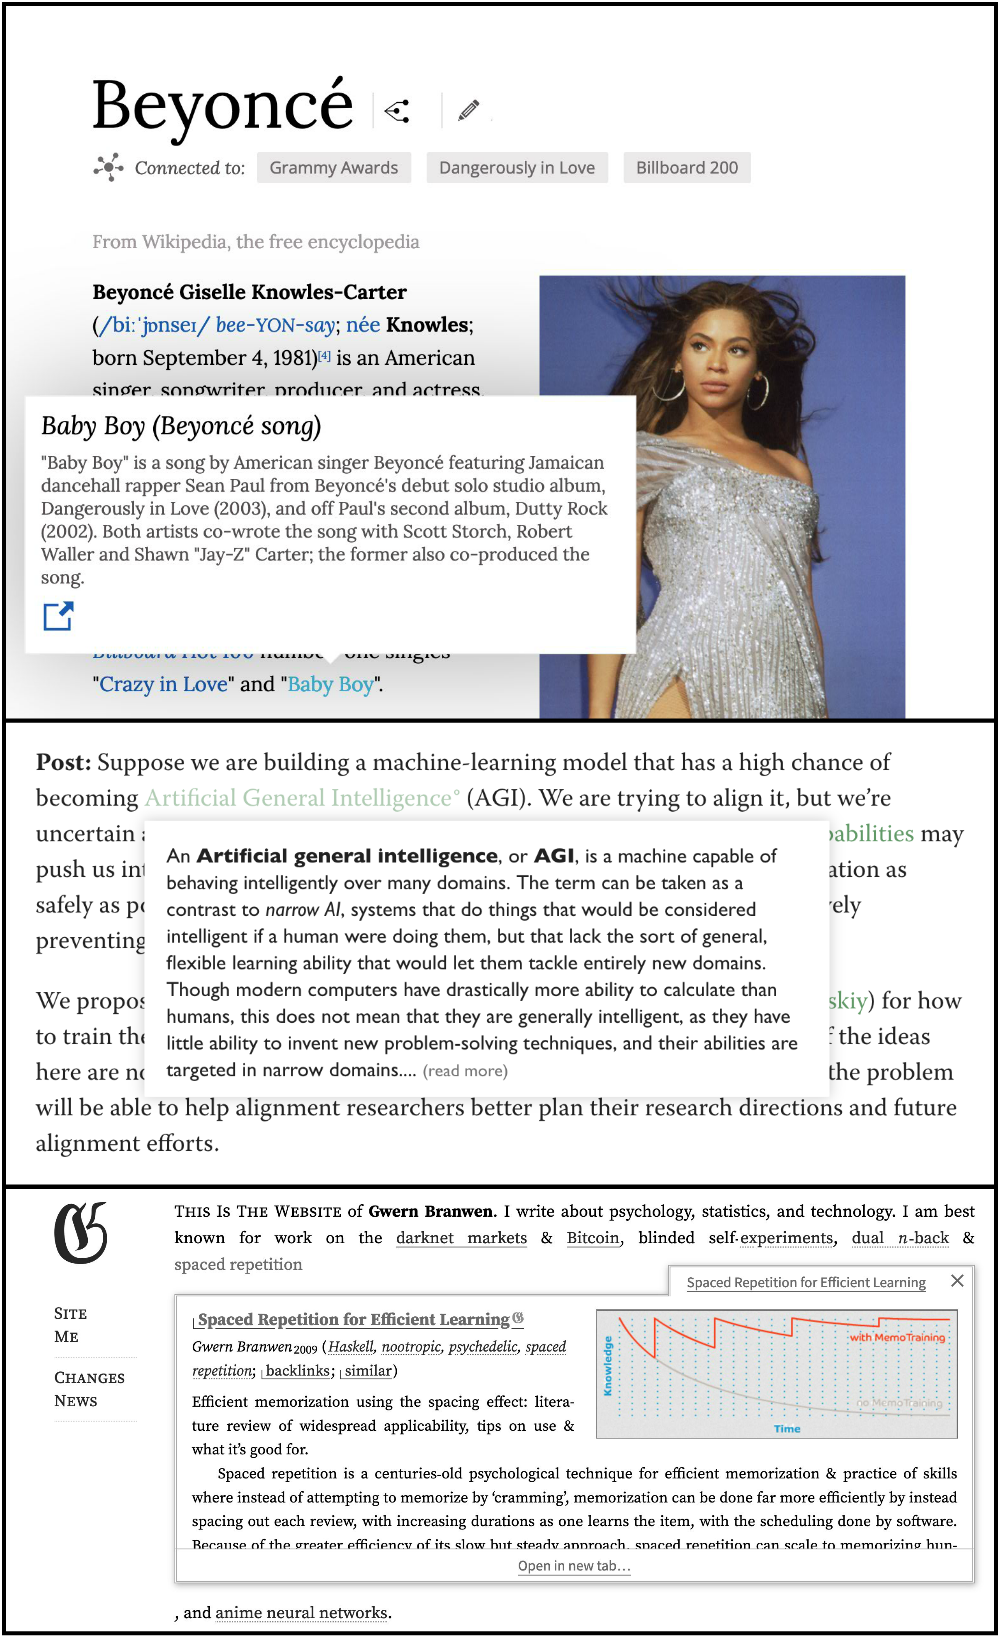 Beyoncé
Connected to: Grammy Awards Dangerously in Love Billboard 200
From Wikipedia, the free encyclopedia
Beyoncé Giselle Knowles-Carter
(/biːˈjɒnseɪ/ bee-YON-say; née Knowles;
born September 4, 1981)[4] is an American
singer, songwriter, producer, and actress.
Baby Boy (Beyoncé song)
"Baby Boy" is a song by American singer Beyoncé featuring Jamaican
dancehall rapper Sean Paul from Beyoncé's debut solo studio album,
Dangerously in Love (2003), and off Paul's second album, Dutty Rock
(2002). Both artists co-wrote the song with Scott Storch, Robert
Waller and Shawn "Jay-Z" Carter; the former also co-produced the
song.
Billboard Hot 100 number-one singles
"Crazy in Love" and "Baby Boy".
Post: Suppose we are building a machine-learning model that has a high chance of
becoming Artificial General Intelligence° (AGI). We are trying to align it, but we're
uncertain abilities may
push us ation as
safely as vely
preventing
An Artificial general intelligence, or AGI, is a machine capable of
behaving intelligently over many domains. The term can be taken as a
contrast to narrow AI, systems that do things that would be considered
intelligent if a human were doing them, but that lack the sort of general,
flexible learning ability that would let them tackle entirely new domains.
Though modern computers have drastically more ability to calculate than
humans, this does not mean that they are generally intelligent, as they have
little ability to invent new problem-solving techniques, and their abilities are
targeted in narrow domains.... (read more)
We propos skiy) for how
to train the f the ideas
here are no the problem
will be able to help alignment researchers better plan their research directions and future
alignment efforts.
G
SITE
ME
CHANGES
NEWS
THIS IS THE WEBSITE of Gwern Branwen. I write about psychology, statistics, and technology. I am best
known for work on the darknet markets & Bitcoin, blinded self-experiments, dual n-back &
spaced repetition
Spaced Repetition for Efficient Learning
Spaced Repetition for Efficient Learning
Gwern Branwen 2009 (Haskell, nootropic, psychedelic, spaced
repetition; backlinks; similar)
Efficient memorization using the spacing effect: litera-
ture review of widespread applicability, tips on use &
what it's good for.
Knowledge
with MemoTraining
no MemoTraining
Time
Spaced repetition is a centuries-old psychological technique for efficient memorization & practice of skills
where instead of attempting to memorize by 'cramming', memorization can be done far more efficiently by instead
spacing out each review, with increasing durations as one learns the item, with the scheduling done by software.
Because of the greater efficiency of its slow but steady approach, spaced repetition can scale to memorizing hun-
Open in new tab...
, and anime neural networks.